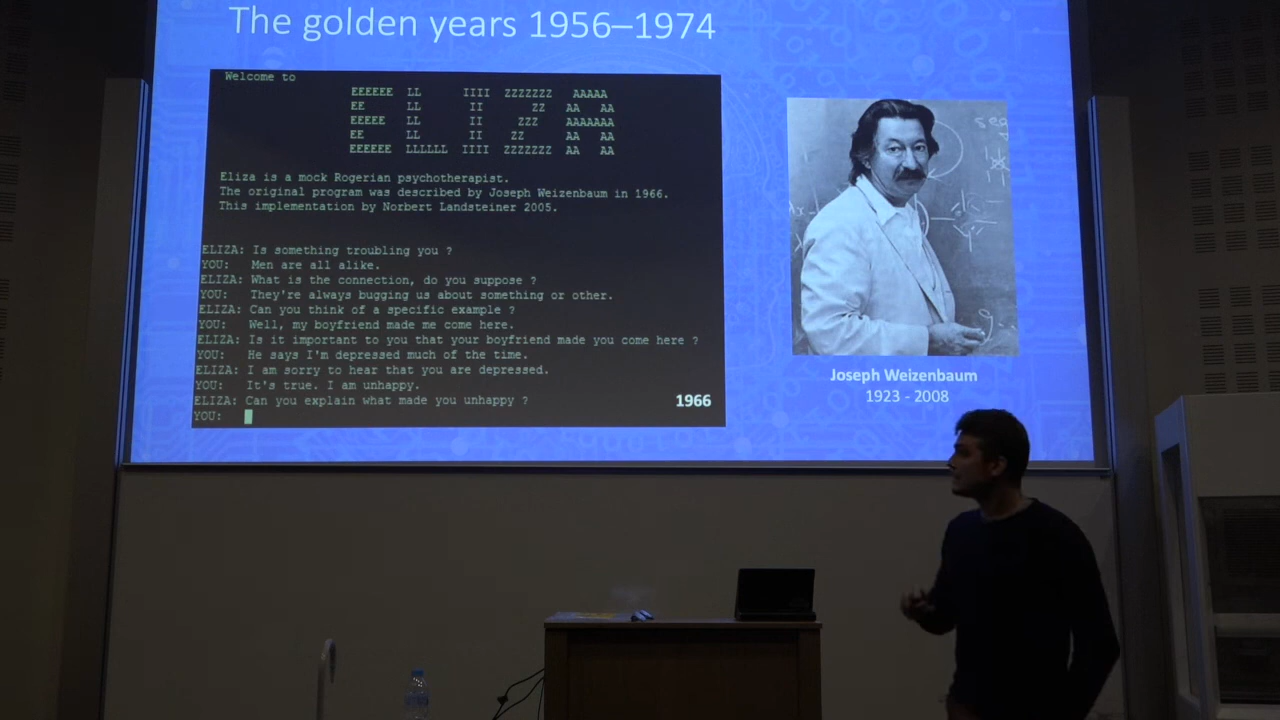 The golden years 1956–1974
Welcome to
EEEEEE LL IIII ZZZZZZZ AAAAA
EE LL II ZZ AA AA
EEEEE LL II ZZZ AAAAAAA
EE LL II ZZ AA AA
EEEEEE LLLLLL IIII ZZZZZZZ AA AA
Eliza is a mock Rogerian psychotherapist.
The original program was described by Joseph Weizenbaum in 1966.
This implementation by Norbert Landsteiner 2005.
ELIZA: Is something troubling you ?
YOU: Men are all alike.
ELIZA: What is the connection, do you suppose ?
YOU: They're always bugging us about something or other.
ELIZA: Can you think of a specific example ?
YOU: Well, my boyfriend made me come here.
ELIZA: Is it important to you that your boyfriend made you come here ?
YOU: He says I'm depressed much of the time.
ELIZA: I am sorry to hear that you are depressed.
YOU: It's true. I am unhappy.
ELIZA: Can you explain what made you unhappy ?
YOU:
1966
Joseph Weizenbaum
1923 - 2008